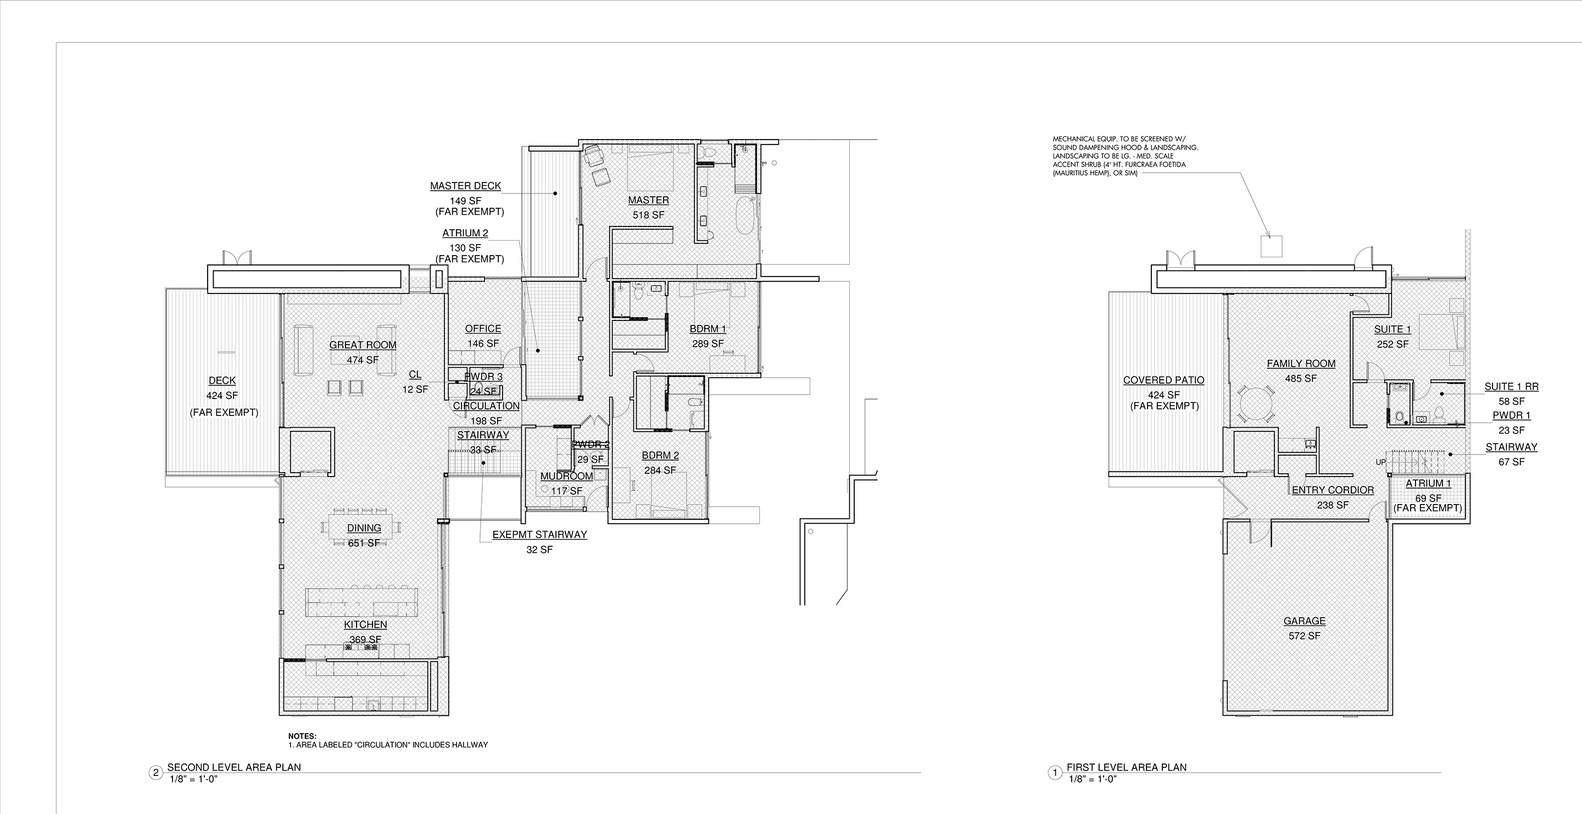 MASTER DECK
149 SF
(FAR EXEMPT)
ATRIUM 2
130 SF
(FAR EXEMPT)
MASTER
518 SF
OFFICE
146 SF
BDRM 1
289 SF
GREAT ROOM
474 SF
DECK
424 SF
(FAR EXEMPT)
CL
12 SF
PWDR 3
24 SF
CIRCULATION
198 SF
STAIRWAY
33 SF
PWDR 2
29 SF
BDRM 2
284 SF
MUDROOM
117 SF
DINING
651 SF
EXEPMT STAIRWAY
32 SF
KITCHEN
369 SF
NOTES:
1. AREA LABELED "CIRCULATION" INCLUDES HALLWAY
2 SECOND LEVEL AREA PLAN
1/8" = 1'-0"
MECHANICAL EQUIP. TO BE SCREENED W/
SOUND DAMPENING HOOD & LANDSCAPING.
LANDSCAPING TO BE LG. - MED. SCALE
ACCENT SHRUB (4' HT. FURCRAEA FOETIDA
(MAURITIUS HEMP), OR SIM)
SUITE 1
252 SF
FAMILY ROOM
485 SF
COVERED PATIO
424 SF
(FAR EXEMPT)
SUITE 1 RR
58 SF
PWDR 1
23 SF
STAIRWAY
67 SF
UP
ATRIUM 1
69 SF
(FAR EXEMPT)
ENTRY CORDIOR
238 SF
GARAGE
572 SF
1 FIRST LEVEL AREA PLAN
1/8" = 1'-0"